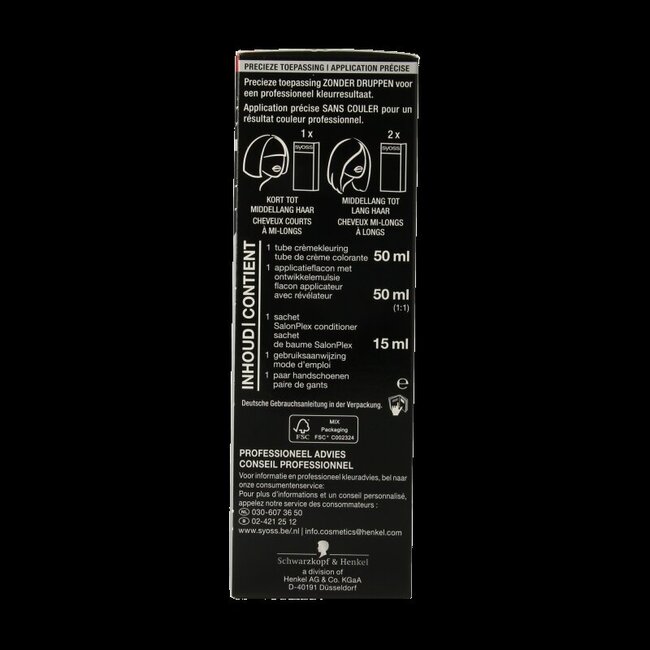 PRECIEZE TOEPASSING | APPLICATION PRÉCISE
Precieze toepassing ZONDER DRUPPEN voor
een professioneel kleurresultaat.
Application précise SANS COULER pour un
résultat couleur professionnel.
1 x
2 x
syoss
syoss
KORT TOT
MIDDELLANG HAAR
CHEVEUX COURTS
À MI-LONGS
MIDDELLANG TOT
LANG HAAR
CHEVEUX MI-LONGS
À LONGS
INHOUD | CONTIENT
1 tube crèmekleuring
tube de crème colorante 50 ml
1 applicatieflacon met
ontwikkelemulsie
flacon applicateur
avec révélateur 50 ml
(1:1)
1 sachet
SalonPlex conditioner
sachet
de baume SalonPlex 15 ml
1 gebruiksaanwijzing
mode d'emploi
1 paar handschoenen
paire de gants
℮
Deutsche Gebrauchsanleitung in der Verpackung.
FSC
MIX
Packaging
FSC® C002324
PROFESSIONEEL ADVIES
CONSEIL PROFESSIONNEL
Voor informatie en professioneel kleuradvies, bel naar
onze consumentenservice:
Pour plus d'informations et un conseil personnalisé,
appelez notre service des consommateurs :
NL 030-607 36 50
B 02-421 25 12
www.syoss.be/.nl | info.cosmetics@henkel.com
Schwarzkopf & Henkel
a division of
Henkel AG & Co. KGaA
D-40191 Düsseldorf